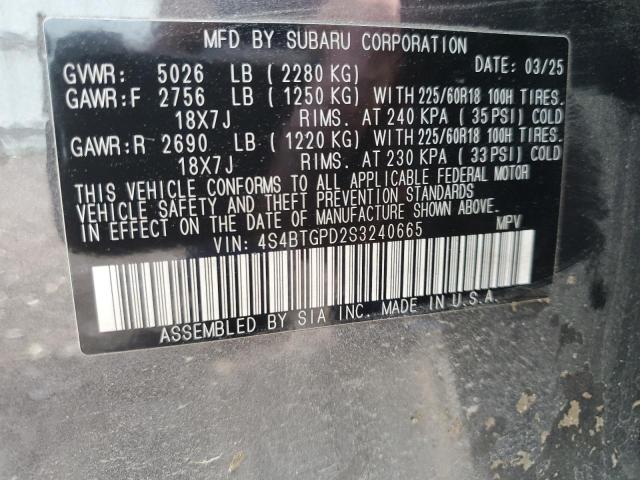 MFD BY SUBARU CORPORATION
GVWR: 5026 LB ( 2280 KG) DATE: 03/25
GAWR:F 2756 LB ( 1250 KG) WITH 225/60R18 100H TIRES.
18X7J RIMS. AT 240 KPA ( 35 PSI) COLD
GAWR:R 2690 LB ( 1220 KG) WITH 225/60R18 100H TIRES.
18X7J RIMS. AT 230 KPA ( 33 PSI) COLD
THIS VEHICLE CONFORMS TO ALL APPLICABLE FEDERAL MOTOR
VEHICLE SAFETY AND THEFT PREVENTION STANDARDS
IN EFFECT ON THE DATE OF MANUFACTURE SHOWN ABOVE.
VIN: 4S4BTGPD2S3240665 MPV
ASSEMBLED BY SIA INC. MADE IN U.S.A.